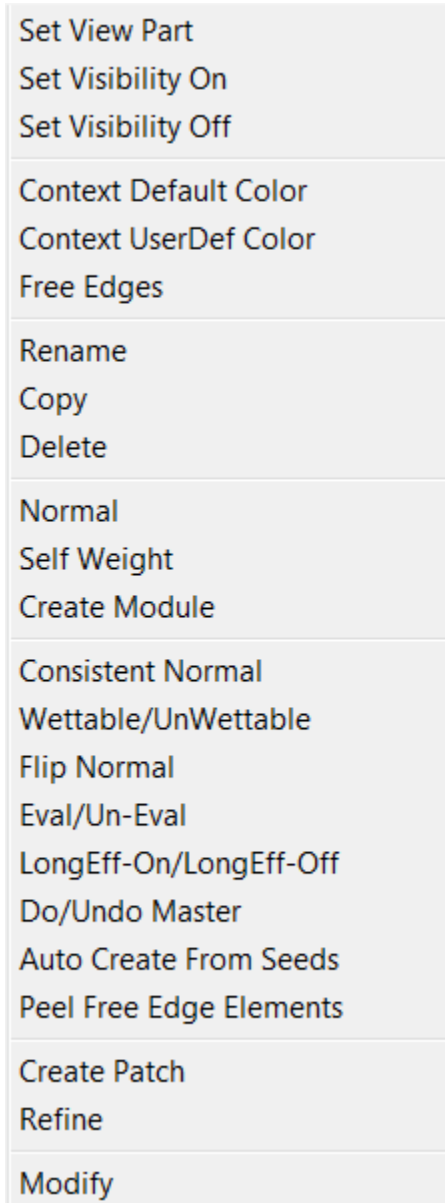 Set View Part
Set Visibility On
Set Visibility Off
Context Default Color
Context UserDef Color
Free Edges
Rename
Copy
Delete
Normal
Self Weight
Create Module
Consistent Normal
Wettable/UnWettable
Flip Normal
Eval/Un-Eval
LongEff-On/LongEff-Off
Do/Undo Master
Auto Create From Seeds
Peel Free Edge Elements
Create Patch
Refine
Modify